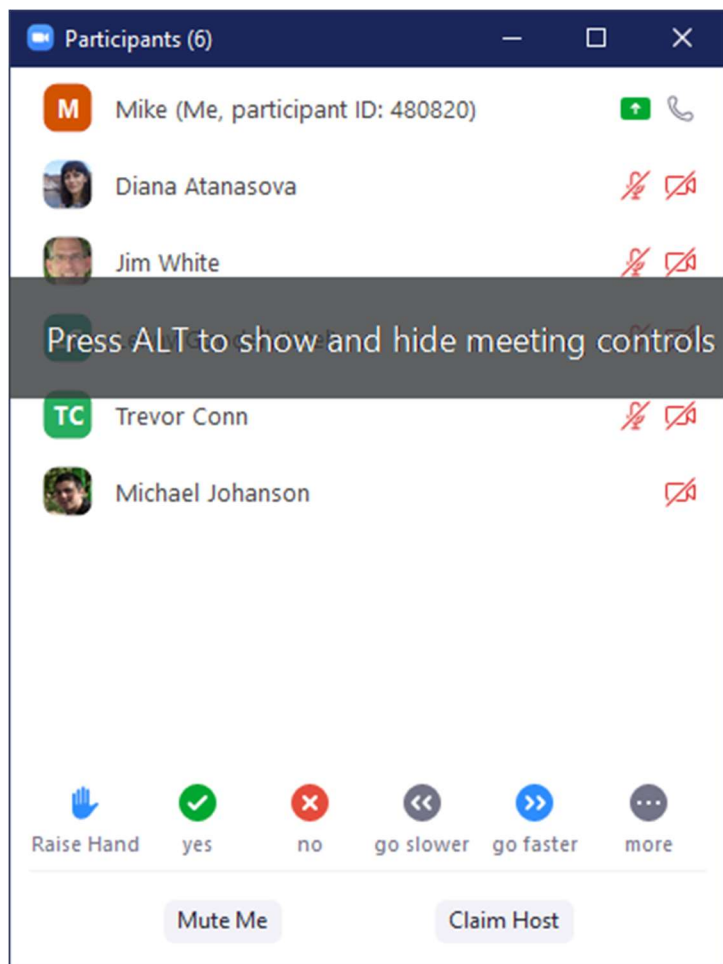 Participants (6)
M Mike (Me, participant ID: 480820)
Diana Atanasova
Jim White
Press ALT to show and hide meeting controls
TC Trevor Conn
Michael Johanson
Raise Hand yes no go slower go faster more
Mute Me Claim Host